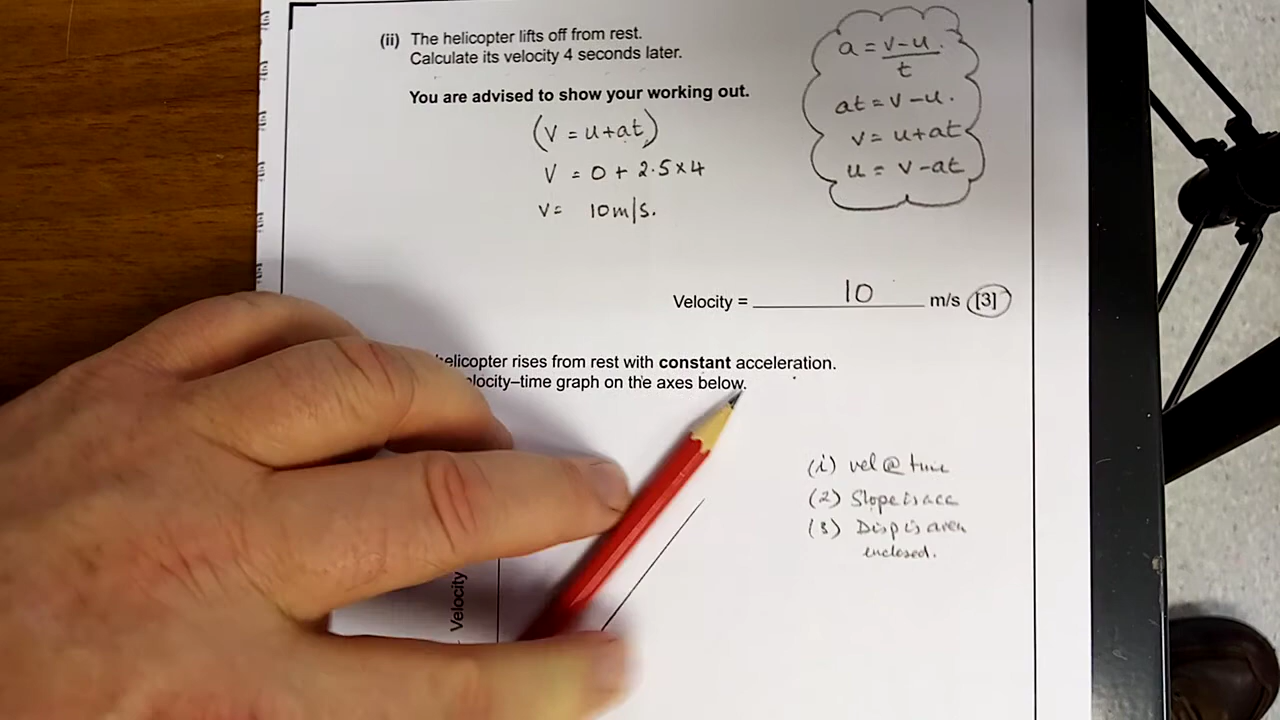 (ii) The helicopter lifts off from rest.
Calculate its velocity 4 seconds later.
You are advised to show your working out.
(V = u+at)
V = 0 + 2.5×4
V= 10m/s.
a = v-u.
t
at = v-u.
v = u+at
u = v-at
Velocity = 10 m/s [3]
helicopter rises from rest with constant acceleration.
locity–time graph on the axes below.
(i) vel @ time
(2) Slope is acc
(3) Disp is area
enclosed.
Velocity